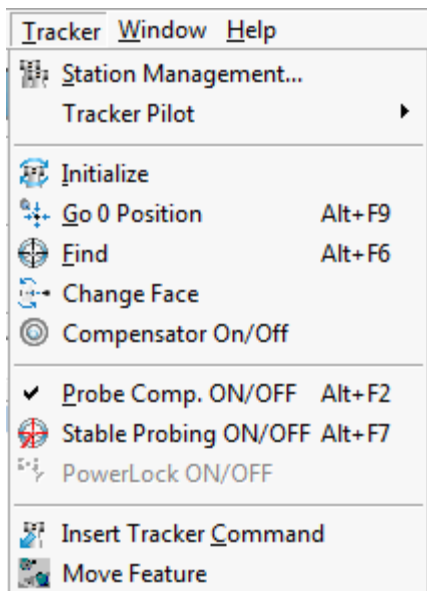 Tracker Window Help
Station Management...
Tracker Pilot
Initialize
Go 0 Position Alt+F9
Find Alt+F6
Change Face
Compensator On/Off
Probe Comp. ON/OFF Alt+F2
Stable Probing ON/OFF Alt+F7
PowerLock ON/OFF
Insert Tracker Command
Move Feature